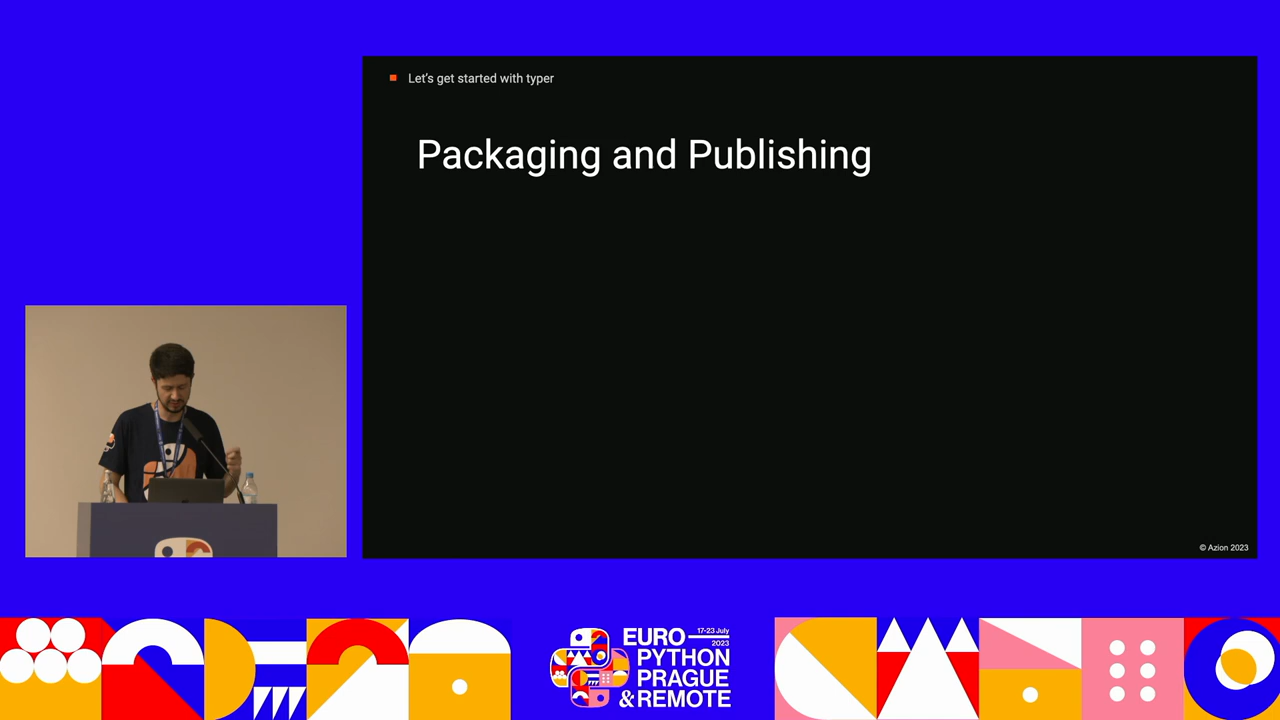 Let's get started with typer
Packaging and Publishing
© Azion 2023
EURO
17-23 July
2023
PYTHON
PRAGUE
& REMOTE